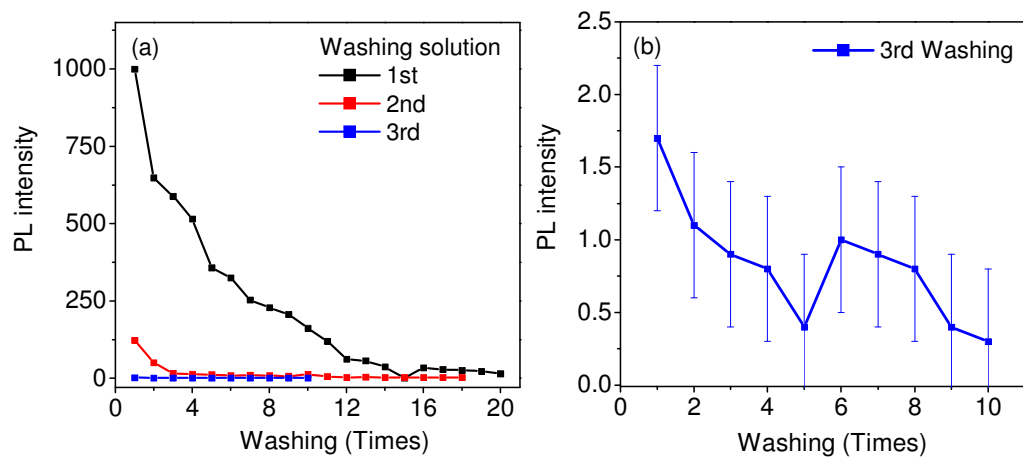 (a)
Washing solution
1st
2nd
3rd
1000
750
500
250
0
0 4 8 12 16 20
Washing (Times)
PL intensity
(b)
3rd Washing
2.5
2.0
1.5
1.0
0.5
0.0
0 2 4 6 8 10
Washing (Times)
PL intensity